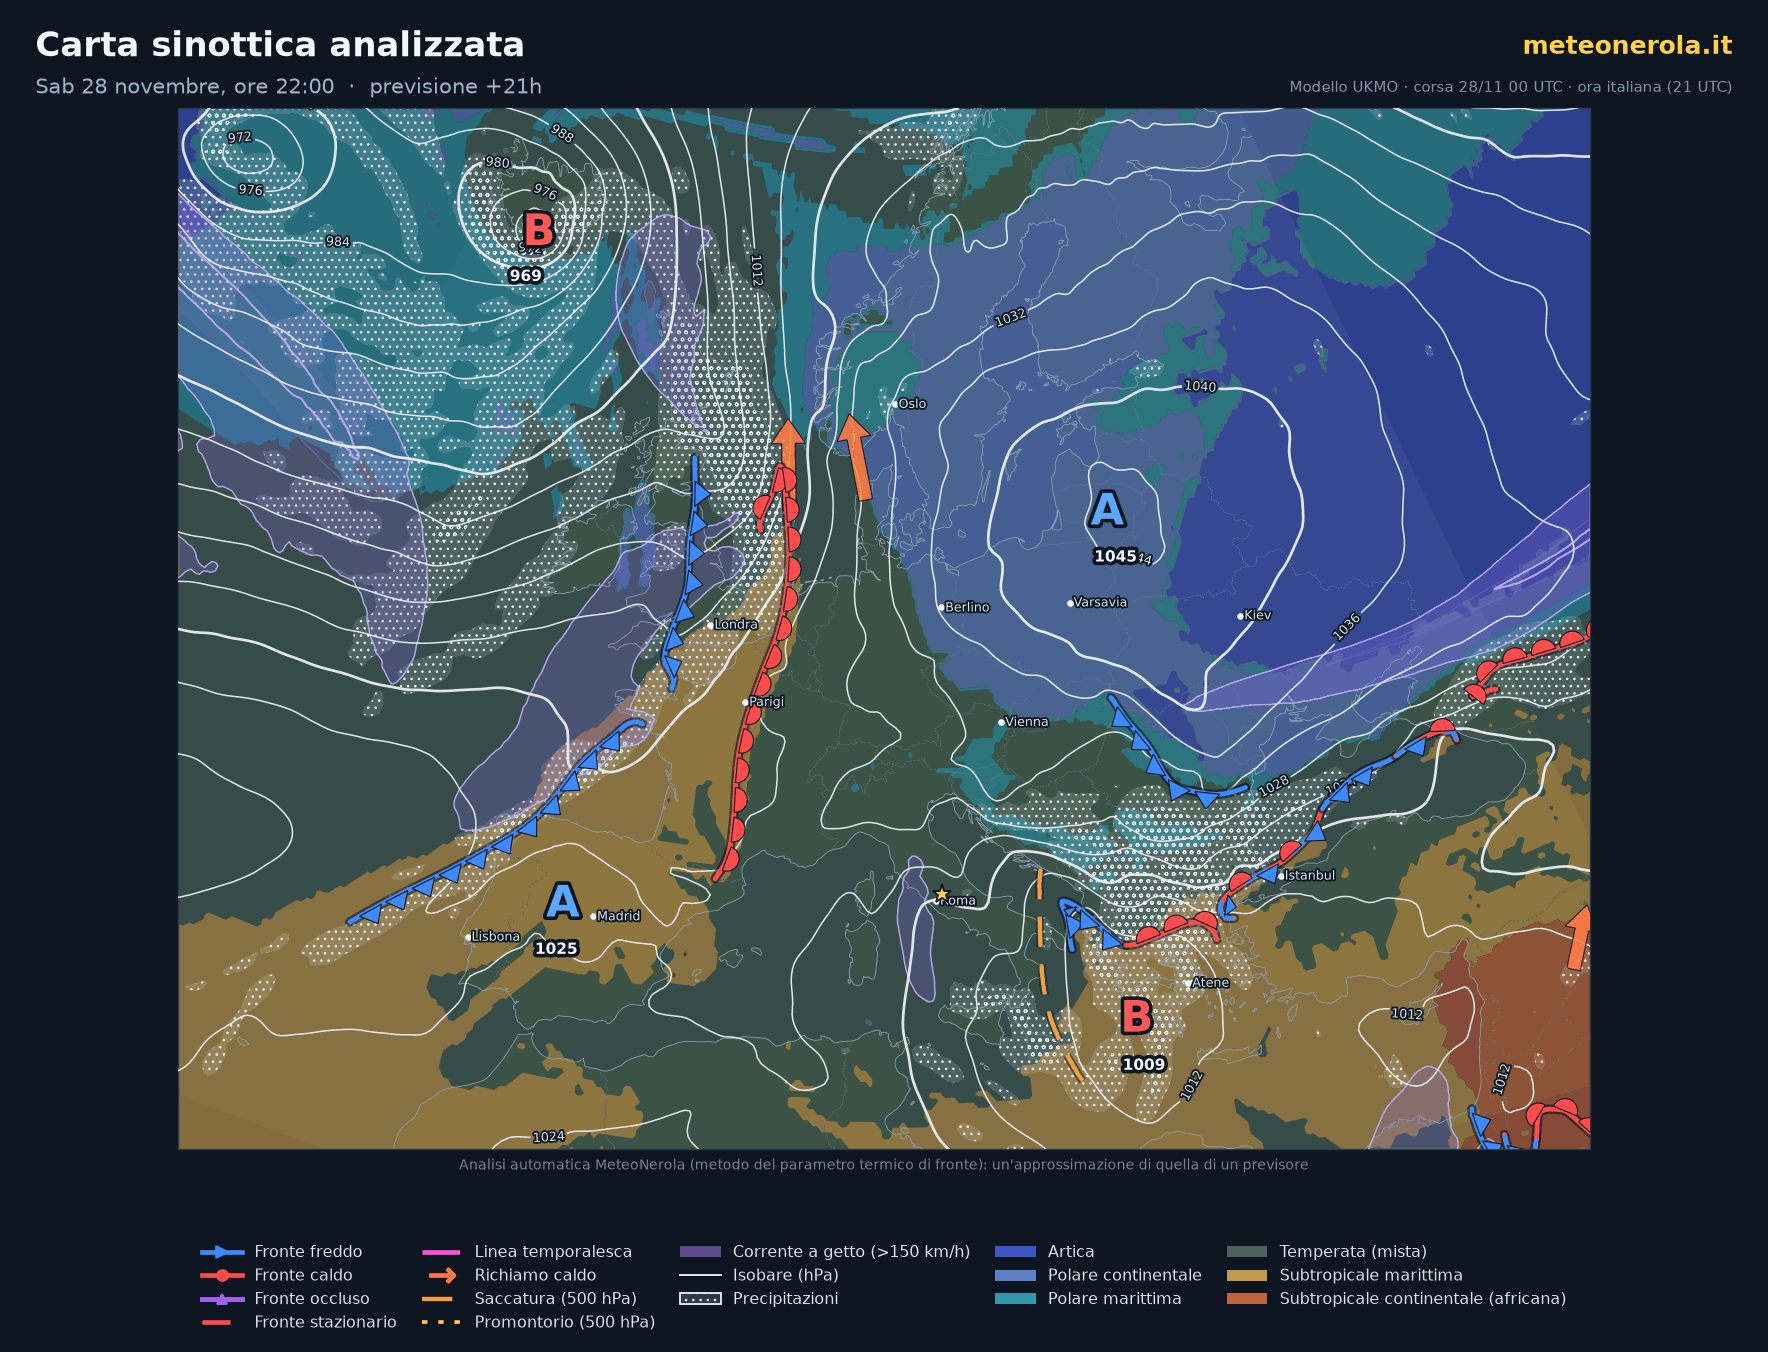 Carta sinottica analizzata
meteonerola.it
Sab 28 novembre, ore 22:00 · previsione +21h
Modello UKMO · corsa 28/11 00 UTC · ora italiana (21 UTC)
972
988
980
976
976
B
984
969
1012
1032
1040
Oslo
A
1045
Berlino
Varsavia
Kiev
Londra
1036
Parigi
Vienna
1028
Istanbul
A
Madrid
Roma
Lisbona
1025
Atene
B
1012
1009
1012
1012
1024
Analisi automatica MeteoNerola (metodo del parametro termico di fronte): un'approssimazione di quella di un previsore
Fronte freddo
Fronte caldo
Fronte occluso
Fronte stazionario
Linea temporalesca
Richiamo caldo
Saccatura (500 hPa)
Promontorio (500 hPa)
Corrente a getto (>150 km/h)
Isobare (hPa)
Precipitazioni
Artica
Polare continentale
Polare marittima
Temperata (mista)
Subtropicale marittima
Subtropicale continentale (africana)